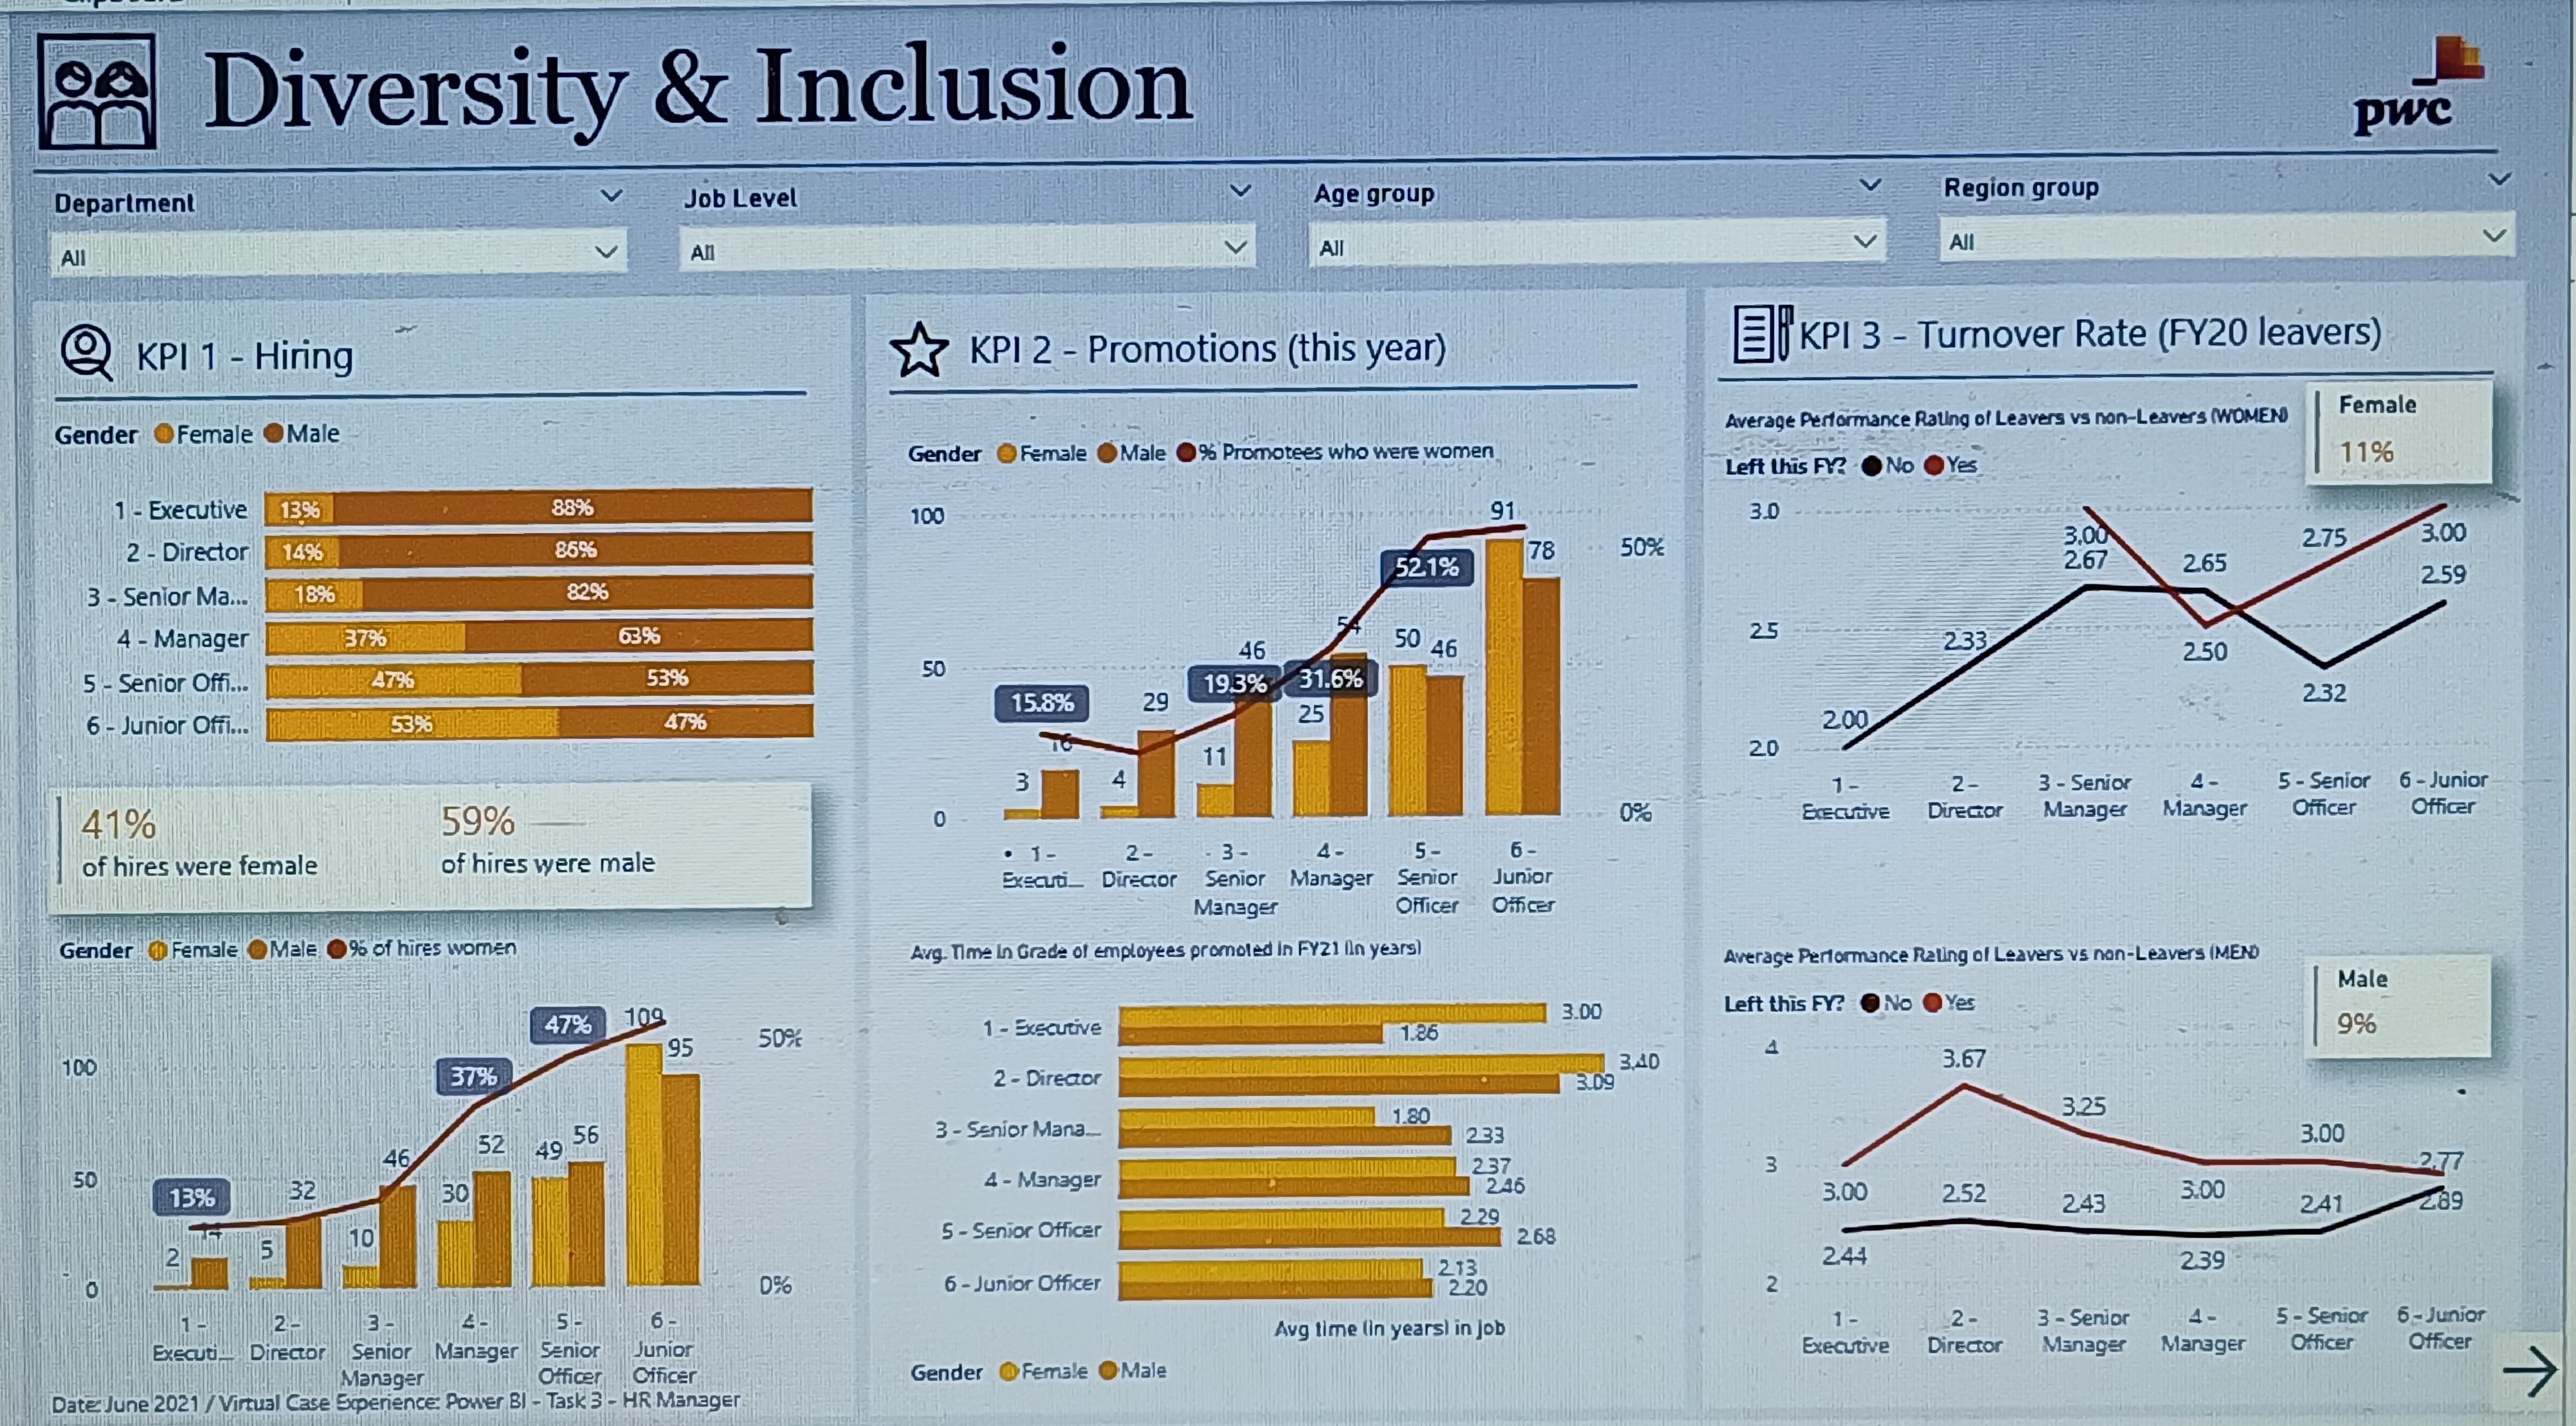 Diversity & Inclusion
pwc
Department
All
Job Level
All
Age group
All
Region group
All
KPI 1 - Hiring
Gender Female Male
1 - Executive 13% 88%
2 - Director 14% 86%
3 - Senior Ma... 18% 82%
4 - Manager 37% 63%
5 - Senior Offi... 47% 53%
6 - Junior Offi... 53% 47%
41% 59%
of hires were female of hires were male
Gender Female Male % of hires women
109
47% 50%
95
100
37%
56
52
49
46
50
32 30
13%
14
10
5
2
0 0%
1 - Executi... 2 - Director 3 - Senior Manager 4 - Manager 5 - Senior Officer 6 - Junior Officer
Date: June 2021 / Virtual Case Experience: Power BI - Task 3 - HR Manager
KPI 2 - Promotions (this year)
Gender Female Male % Promotees who were women
100 91
78 50%
52.1%
54
50 46
46
50
15.8% 29 19.3% 31.6%
25
16
11
3 4
0 0%
1 - Executi... 2 - Director 3 - Senior Manager 4 - Manager 5 - Senior Officer 6 - Junior Officer
Avg. Time in Grade of employees promoted in FY21 (in years)
1 - Executive 3.00
1.86
2 - Director 3.40
3.09
3 - Senior Mana... 1.80
2.33
4 - Manager 2.37
2.46
5 - Senior Officer 2.29
2.68
6 - Junior Officer 2.13
2.20
Avg time (in years) in job
Gender Female Male
KPI 3 - Turnover Rate (FY20 leavers)
Average Performance Rating of Leavers vs non-Leavers (WOMEN)
Female
11%
Left this FY? No Yes
3.0
3.00 2.75 3.00
2.67 2.65 2.59
2.5
2.33 2.50
2.32
2.00
2.0
1 - Executive 2 - Director 3 - Senior Manager 4 - Manager 5 - Senior Officer 6 - Junior Officer
Average Performance Rating of Leavers vs non-Leavers (MEN)
Male
9%
Left this FY? No Yes
4
3.67
3.25
3.00
3 2.77
3.00 2.52 2.43 3.00 2.41 2.89
2.44 2.39
2
1 - Executive 2 - Director 3 - Senior Manager 4 - Manager 5 - Senior Officer 6 - Junior Officer